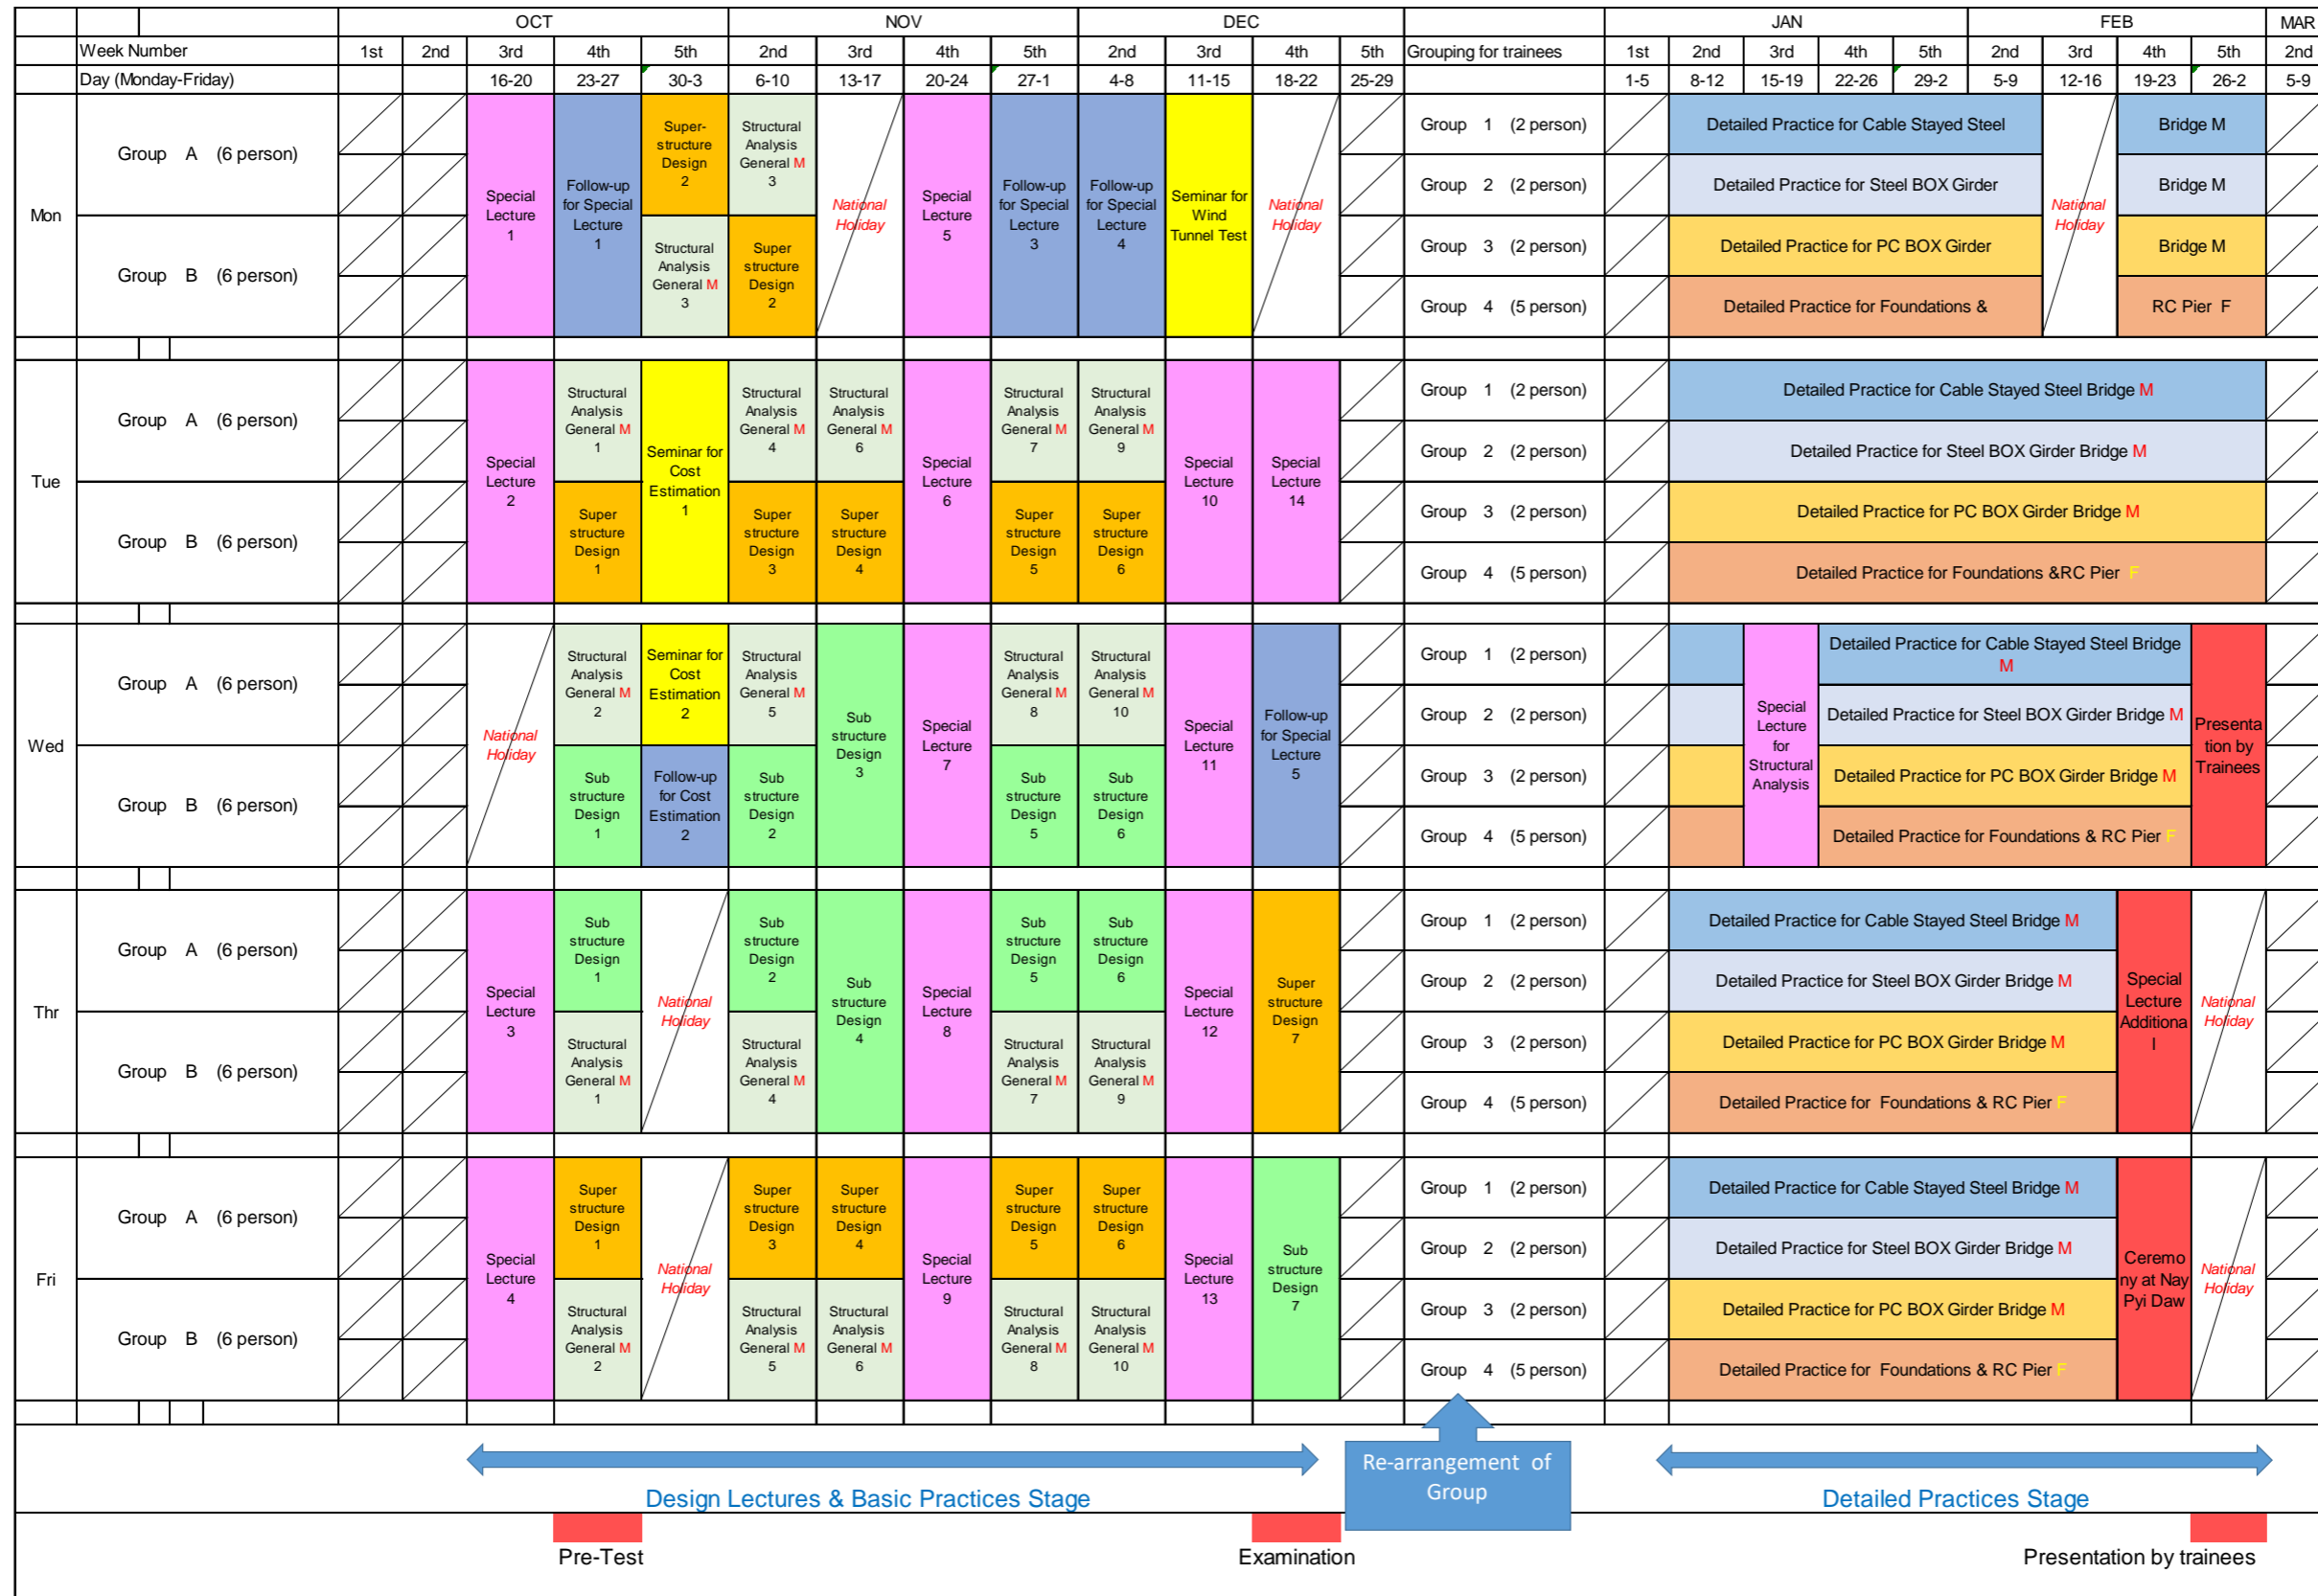 OCT NOV DEC JAN FEB MAR
Week Number 1st 2nd 3rd 4th 5th 2nd 3rd 4th 5th 2nd 3rd 4th 5th Grouping for trainees 1st 2nd 3rd 4th 5th 2nd 3rd 4th 5th 2nd
Day (Monday-Friday) 16-20 23-27 30-3 6-10 13-17 20-24 27-1 4-8 11-15 18-22 25-29 1-5 8-12 15-19 22-26 29-2 5-9 12-16 19-23 26-2 5-9
Mon
Group A (6 person)
Group B (6 person)
Special
Lecture
1
Follow-up
for Special
Lecture
1
Super-
structure
Design
2
Structural
Analysis
General M
3
Structural
Analysis
General M
3
Super
structure
Design
2
National
Holiday
Special
Lecture
5
Follow-up
for Special
Lecture
3
Follow-up
for Special
Lecture
4
Seminar for
Wind
Tunnel Test
National
Holiday
Group 1 (2 person)
Detailed Practice for Cable Stayed Steel
Bridge M
Group 2 (2 person)
Detailed Practice for Steel BOX Girder
Bridge M
National
Holiday
Group 3 (2 person)
Detailed Practice for PC BOX Girder
Bridge M
Group 4 (5 person)
Detailed Practice for Foundations &
RC Pier F
Tue
Group A (6 person)
Group B (6 person)
Special
Lecture
2
Structural
Analysis
General M
1
Super
structure
Design
1
Seminar for
Cost
Estimation
1
Structural
Analysis
General M
4
Super
structure
Design
3
Structural
Analysis
General M
6
Super
structure
Design
4
Special
Lecture
6
Structural
Analysis
General M
7
Super
structure
Design
5
Structural
Analysis
General M
9
Super
structure
Design
6
Special
Lecture
10
Special
Lecture
14
Group 1 (2 person)
Detailed Practice for Cable Stayed Steel Bridge M
Group 2 (2 person)
Detailed Practice for Steel BOX Girder Bridge M
Group 3 (2 person)
Detailed Practice for PC BOX Girder Bridge M
Group 4 (5 person)
Detailed Practice for Foundations &RC Pier F
Wed
Group A (6 person)
Group B (6 person)
National
Holiday
Structural
Analysis
General M
2
Sub
structure
Design
1
Seminar for
Cost
Estimation
2
Follow-up
for Cost
Estimation
2
Structural
Analysis
General M
5
Sub
structure
Design
2
Sub
structure
Design
3
Special
Lecture
7
Structural
Analysis
General M
8
Sub
structure
Design
5
Structural
Analysis
General M
10
Sub
structure
Design
6
Special
Lecture
11
Follow-up
for Special
Lecture
5
Group 1 (2 person)
Group 2 (2 person)
Group 3 (2 person)
Group 4 (5 person)
Special
Lecture
for
Structural
Analysis
Detailed Practice for Cable Stayed Steel Bridge
M
Detailed Practice for Steel BOX Girder Bridge M
Detailed Practice for PC BOX Girder Bridge M
Detailed Practice for Foundations & RC Pier F
Presenta
tion by
Trainees
Thr
Group A (6 person)
Group B (6 person)
Special
Lecture
3
Sub
structure
Design
1
Structural
Analysis
General M
1
National
Holiday
Sub
structure
Design
2
Structural
Analysis
General M
4
Sub
structure
Design
4
Special
Lecture
8
Sub
structure
Design
5
Structural
Analysis
General M
7
Sub
structure
Design
6
Structural
Analysis
General M
9
Special
Lecture
12
Super
structure
Design
7
Group 1 (2 person)
Detailed Practice for Cable Stayed Steel Bridge M
Group 2 (2 person)
Detailed Practice for Steel BOX Girder Bridge M
Group 3 (2 person)
Detailed Practice for PC BOX Girder Bridge M
Group 4 (5 person)
Detailed Practice for Foundations & RC Pier F
Special
Lecture
Additiona
l
National
Holiday
Fri
Group A (6 person)
Group B (6 person)
Special
Lecture
4
Super
structure
Design
1
Structural
Analysis
General M
2
National
Holiday
Super
structure
Design
3
Structural
Analysis
General M
5
Super
structure
Design
4
Structural
Analysis
General M
6
Special
Lecture
9
Super
structure
Design
5
Structural
Analysis
General M
8
Super
structure
Design
6
Structural
Analysis
General M
10
Special
Lecture
13
Sub
structure
Design
7
Group 1 (2 person)
Detailed Practice for Cable Stayed Steel Bridge M
Group 2 (2 person)
Detailed Practice for Steel BOX Girder Bridge M
Group 3 (2 person)
Detailed Practice for PC BOX Girder Bridge M
Group 4 (5 person)
Detailed Practice for Foundations & RC Pier F
Ceremo
ny at Nay
Pyi Daw
National
Holiday
Re-arrangement of
Group
Design Lectures & Basic Practices Stage
Detailed Practices Stage
Pre-Test
Examination
Presentation by trainees